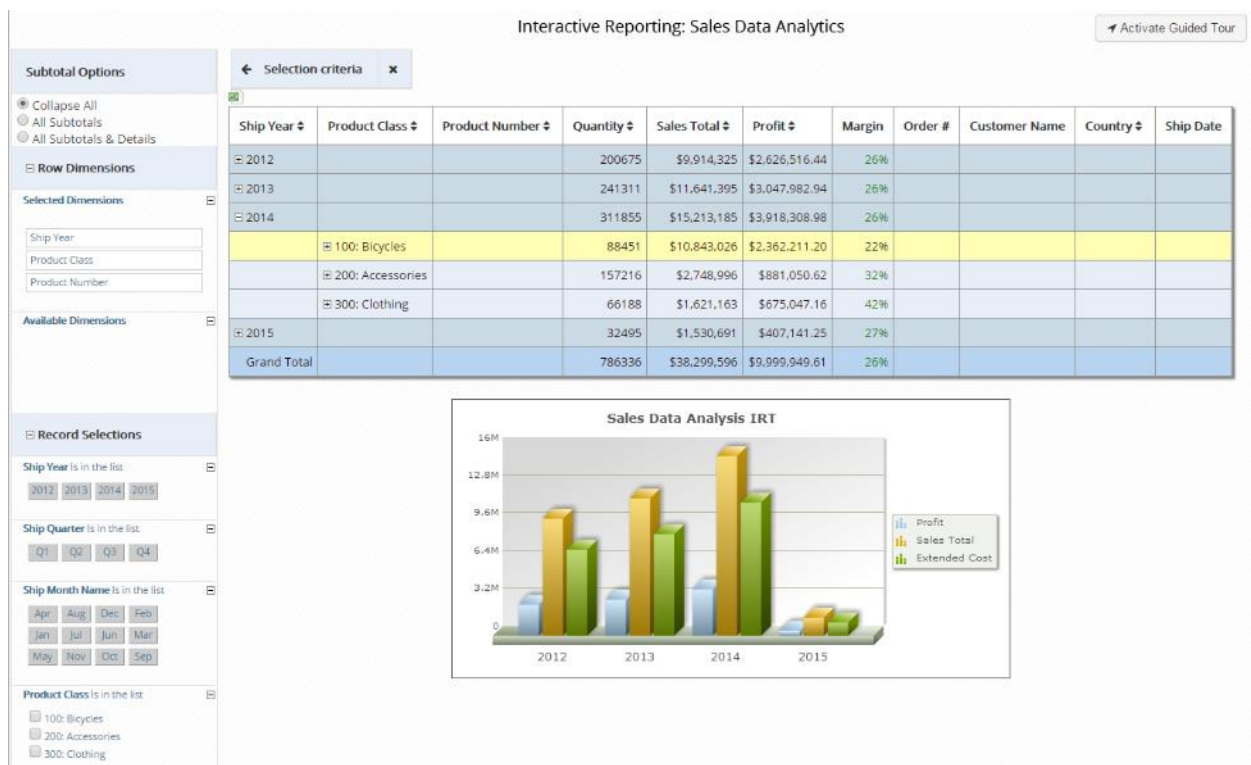 Interactive Reporting: Sales Data Analytics
Activate Guided Tour
Subtotal Options
Collapse All
All Subtotals
All Subtotals & Details
Row Dimensions
Selected Dimensions
Ship Year
Product Class
Product Number
Available Dimensions
Record Selections
Ship Year Is in the list
2012 2013 2014 2015
Ship Quarter Is in the list
Q1 Q2 Q3 Q4
Ship Month Name Is in the list
Apr Aug Dec Feb
Jan Jul Jun Mar
May Nov Oct Sep
Product Class Is in the list
100: Bicycles
200: Accessories
300: Clothing
Selection criteria x
Ship Year Product Class Product Number Quantity Sales Total Profit Margin Order # Customer Name Country Ship Date
2012 200675 $9,914,325 $2,626,516.44 26%
2013 241311 $11,641,395 $3,047,982.94 26%
2014 311855 $15,213,185 $3,918,308.98 26%
100: Bicycles 88451 $10,843,026 $2,362,211.20 22%
200: Accessories 157216 $2,748,996 $881,050.62 32%
300: Clothing 66188 $1,621,163 $675,047.16 42%
2015 32495 $1,530,691 $407,141.25 27%
Grand Total 786336 $38,299,596 $9,999,949.61 26%
Sales Data Analysis IRT
16M
12.8M
9.6M
6.4M
3.2M
0
2012 2013 2014 2015
Profit
Sales Total
Extended Cost